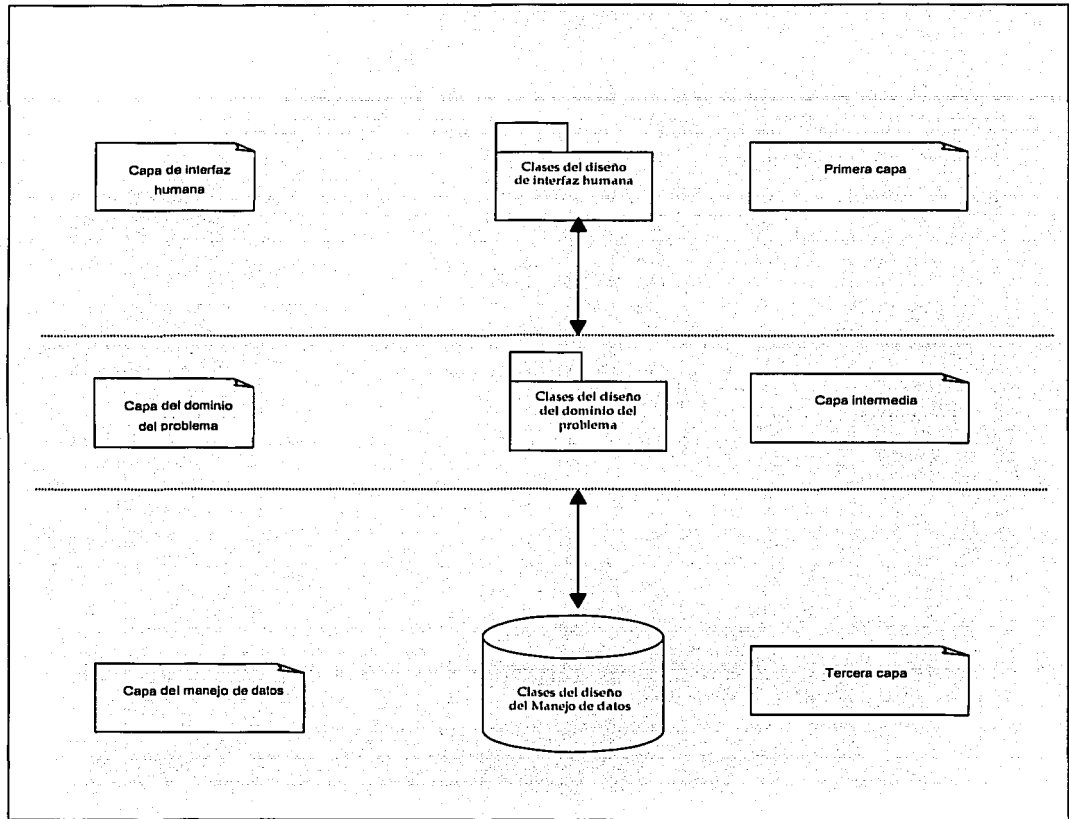 Capa de interfaz
humana
Clases del diseño
de interfaz humana
Primera capa
Capa del dominio
del problema
Clases del diseño
del dominio del
problema
Capa intermedia
Capa del manejo de datos
Clases del diseño
del Manejo de datos
Tercera capa